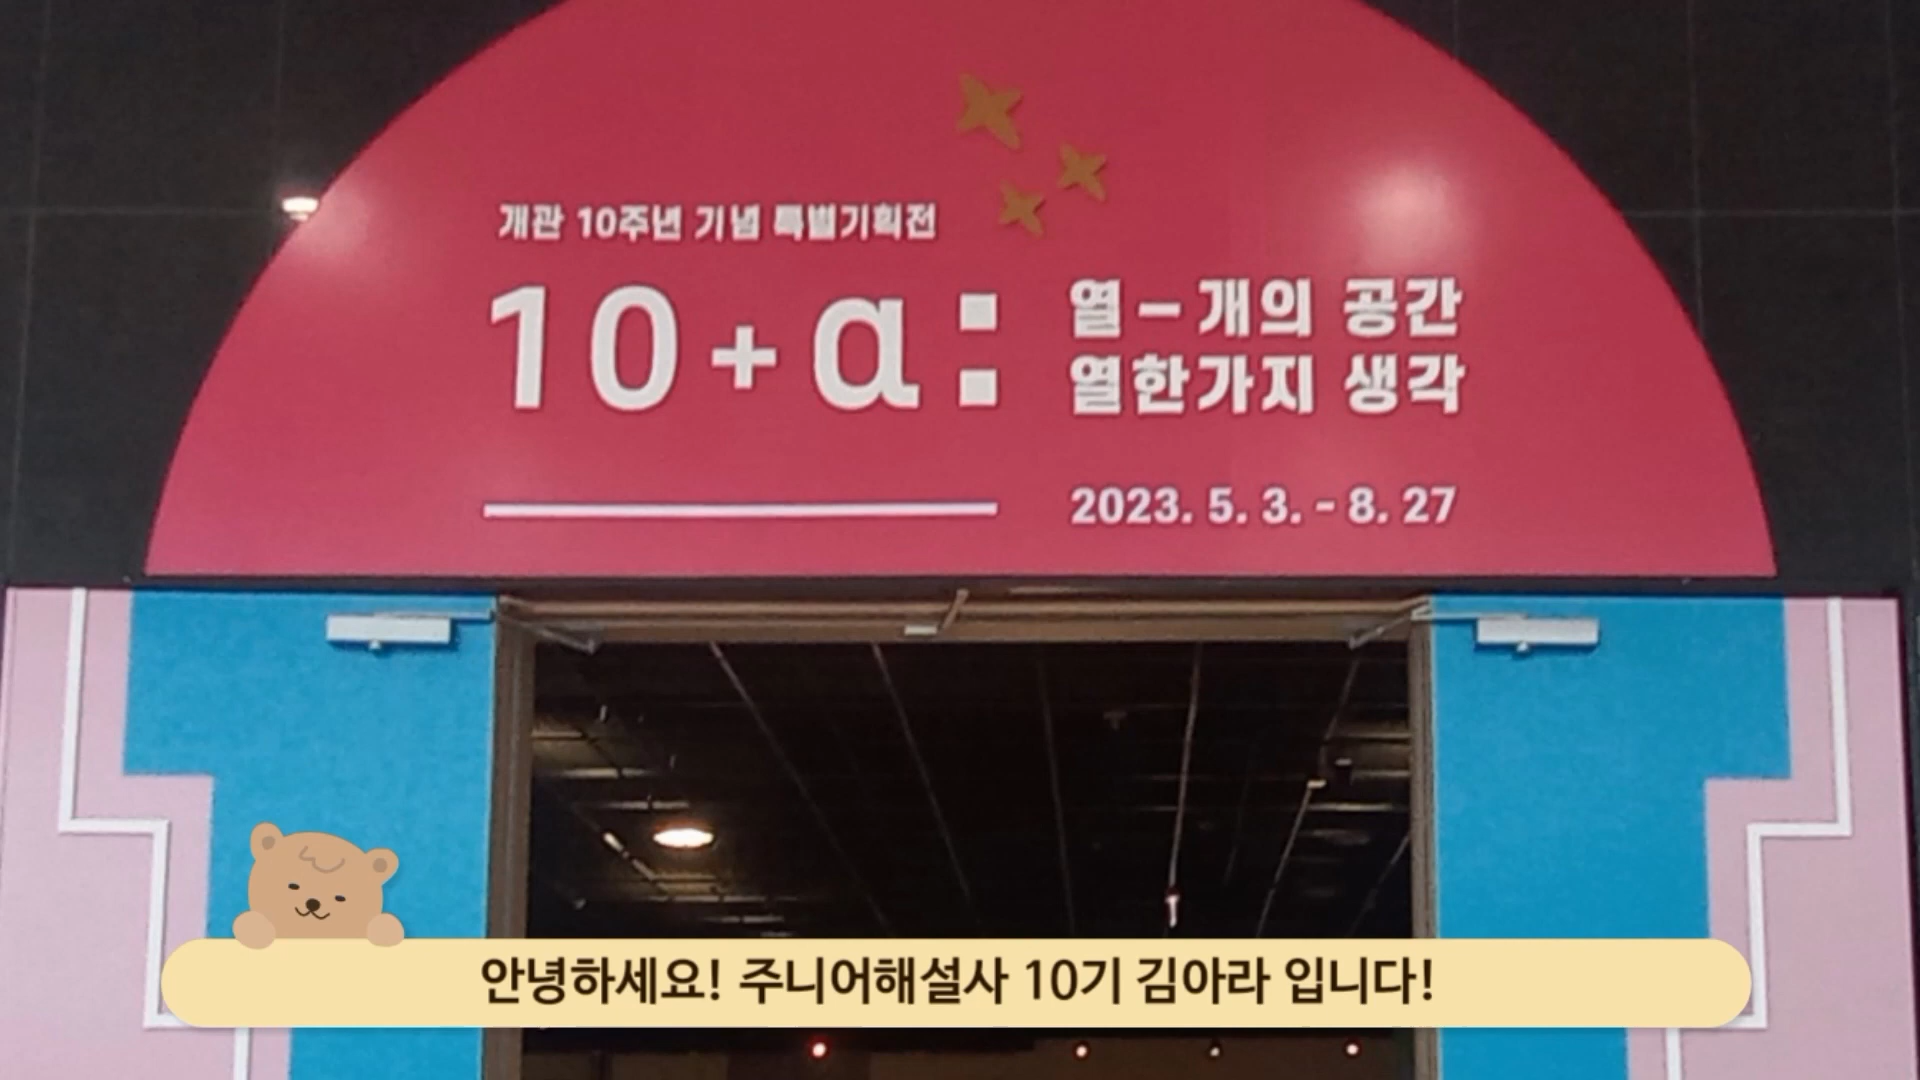 개관 10주년 기념 특별기획전
10+α:
열-개의 공간
열한가지 생각
2023. 5. 3. - 8. 27
안녕하세요! 주니어해설사 10기 김아라 입니다!